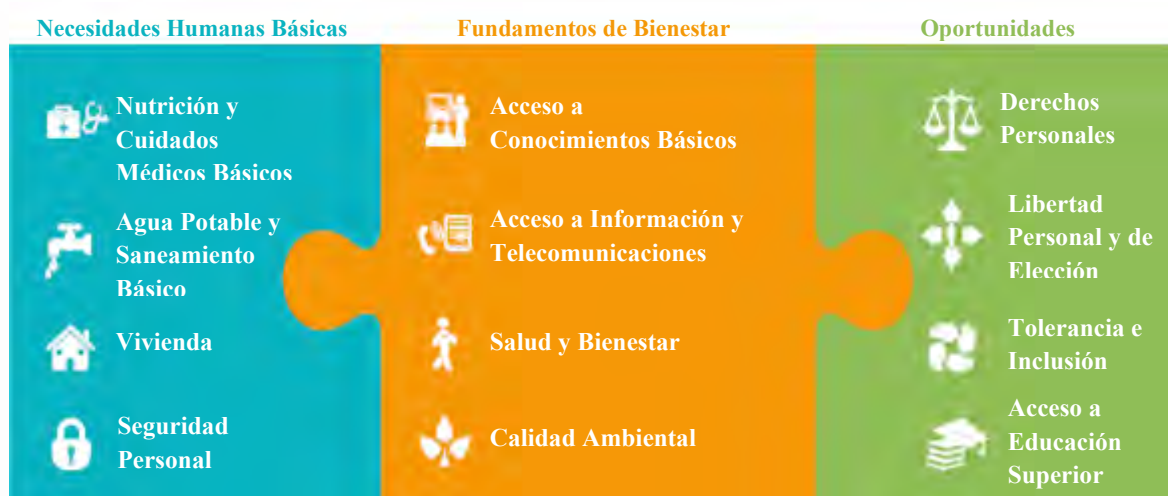 Necesidades Humanas Básicas
Nutrición y
Cuidados
Médicos Básicos
Agua Potable y
Saneamiento
Básico
Vivienda
Seguridad
Personal
Fundamentos de Bienestar
Acceso a
Conocimientos Básicos
Acceso a Información y
Telecomunicaciones
Salud y Bienestar
Calidad Ambiental
Oportunidades
Derechos
Personales
Libertad
Personal y de
Elección
Tolerancia e
Inclusión
Acceso a
Educación
Superior